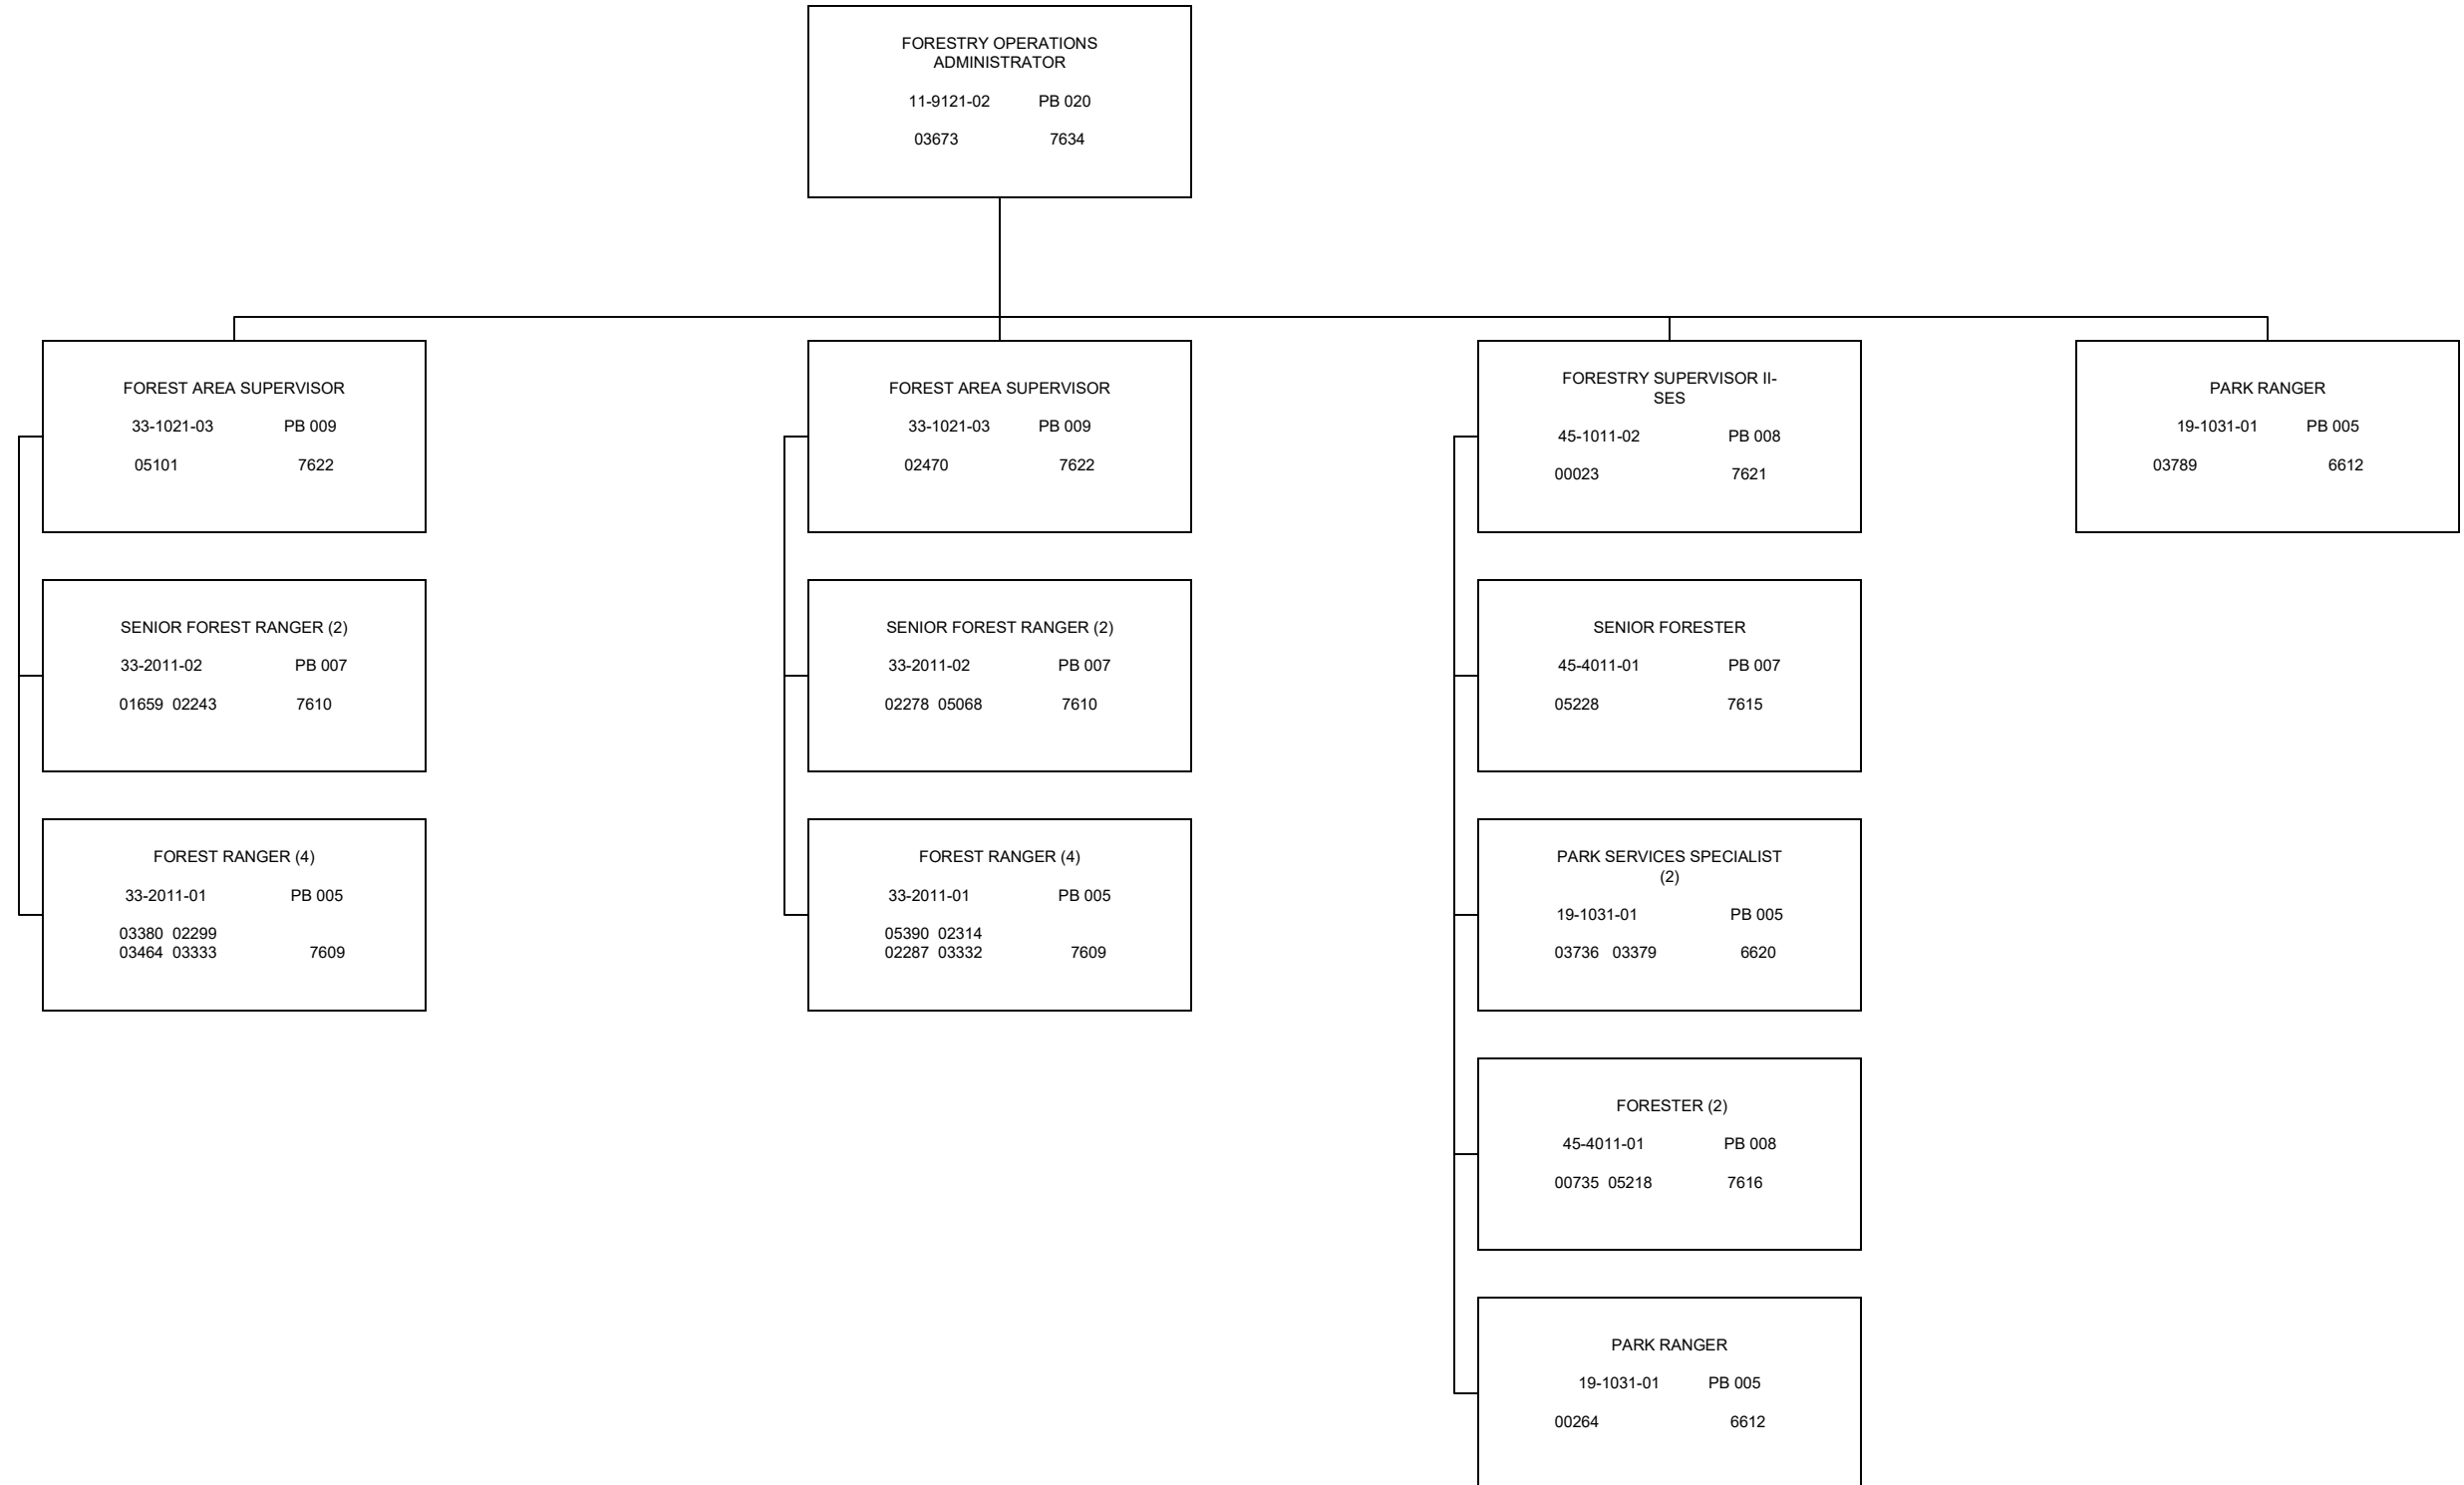 FORESTRY OPERATIONS
ADMINISTRATOR
11-9121-02 PB 020
03673 7634
FOREST AREA SUPERVISOR
33-1021-03 PB 009
05101 7622
SENIOR FOREST RANGER (2)
33-2011-02 PB 007
01659 02243 7610
FOREST RANGER (4)
33-2011-01 PB 005
03380 02299
03464 03333 7609
FOREST AREA SUPERVISOR
33-1021-03 PB 009
02470 7622
SENIOR FOREST RANGER (2)
33-2011-02 PB 007
02278 05068 7610
FOREST RANGER (4)
33-2011-01 PB 005
05390 02314
02287 03332 7609
FORESTRY SUPERVISOR II-
SES
45-1011-02 PB 008
00023 7621
SENIOR FORESTER
45-4011-01 PB 007
05228 7615
PARK SERVICES SPECIALIST
(2)
19-1031-01 PB 005
03736 03379 6620
FORESTER (2)
45-4011-01 PB 008
00735 05218 7616
PARK RANGER
19-1031-01 PB 005
00264 6612
PARK RANGER
19-1031-01 PB 005
03789 6612